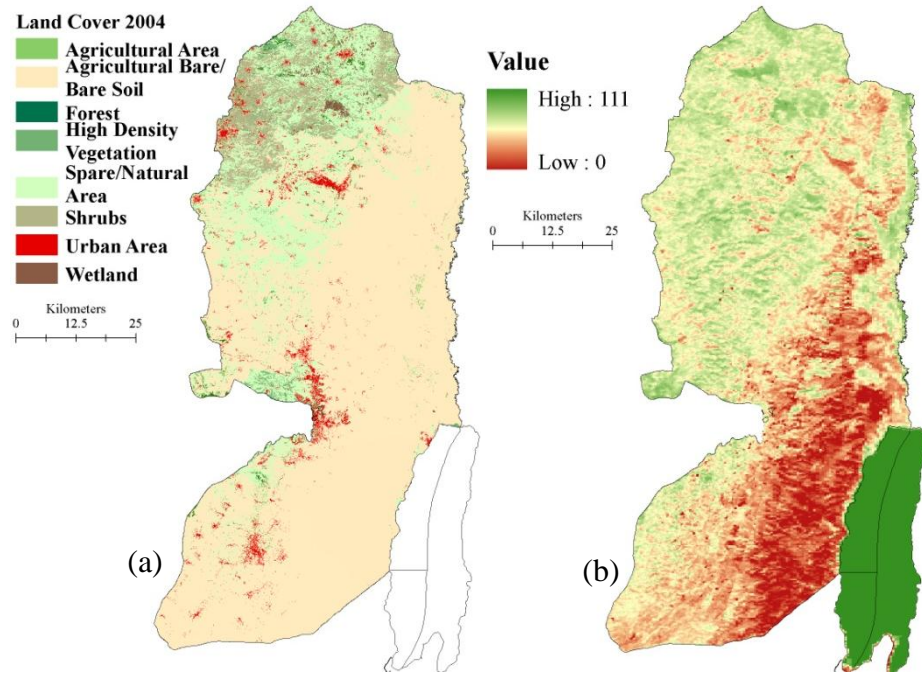 Land Cover 2004
Agricultural Area
Agricultural Bare/
Bare Soil
Forest
High Density
Vegetation
Spare/Natural
Area
Shrubs
Urban Area
Wetland
Kilometers
0 12.5 25
(a)
Value
High : 111
Low : 0
Kilometers
0 12.5 25
(b)